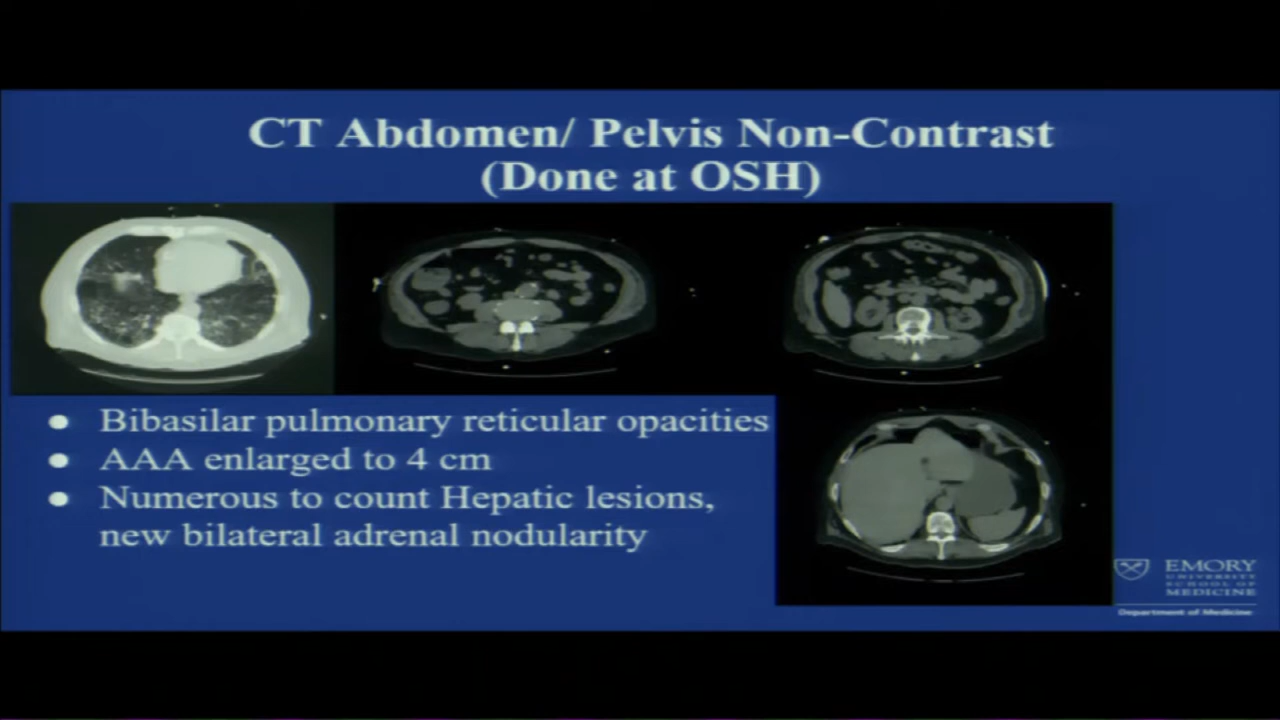 CT Abdomen/ Pelvis Non-Contrast
(Done at OSH)
● Bibasilar pulmonary reticular opacities
● AAA enlarged to 4 cm
● Numerous to count Hepatic lesions,
new bilateral adrenal nodularity
EMORY
UNIVERSITY
SCHOOL OF
MEDICINE
Department of Medicine